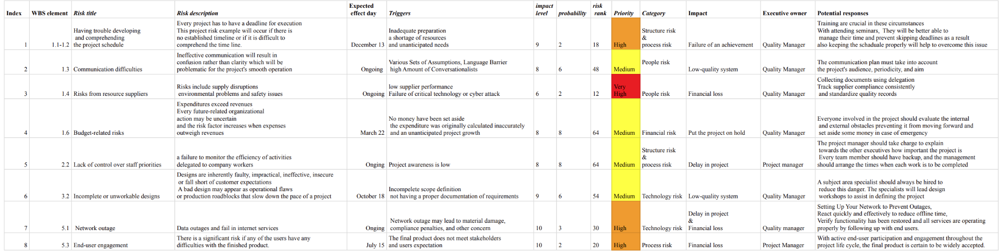 Index WBS element Risk title Risk description Expected effect day Triggers impact level probability risk rank Priority Category Impact Executive owner Potential responses
1 1.1-1.2 Having trouble developing
and comprehending
the project schedule
Every project has to have a deadline for execution
This project risk example will occur if there is
no established timeline or if it is difficult to
comprehend the time line.
December 13
Inadequate preparation
a shortage of resources
and unanticipated needs
9 2 18 High
Structure risk
&
process risk
Failure of an achievement
Quality Manager
Training are crucial in these circumstances
With attending seminars, They will be better able to
manage their time and prevent skipping deadlines as a result
also keeping the schaduale properly will help to overcome this issue
2 1.3 Communication difficulties
Ineffective communication will result in
confusion rather than clarity which will be
problematic for the project's smooth operation
Ongoing
Various Sets of Assumptions, Language Barrier
high Amount of Conversationalists
8 6 48 Medium
People risk
Low-quality system
Quality Manager
The communication plan must take into account
the project's audience, periodicity, and aim
3 1.4 Risks from resource suppliers
Risks include supply disruptions
environmental problems and safety issues
Ongoing
low supplier performance
Failure of critical technology or cyber attack
6 2 12
Very
High
People risk
Financial loss
Quality Manager
Collecting documents using delegation
Track supplier compliance consistently
and standardize quality records
4 1.6 Budget-related risks
Expenditures exceed revenues
Every future-related organizational
action may be uncertain
and the risk factor increases when expenses
outweigh revenues
March 22
No money have been set aside
the expenditure was originally calculated inaccurately
and an unanticipated project growth
8 8 64 Medium
Financial risk
Put the project on hold
Quality Manager
Everyone involved in the project should evaluate the internal
and external obstacles preventing it from moving forward and
set aside some money in case of emergency
5 2.2 Lack of control over staff priorities
a failure to monitor the efficiency of activities
delegated to company workers
Onging
Project awareness is low
8 8 64 Medium
Structure risk
&
process risk
Delay in project
Project manager
The project manager should take charge to explain
towards the other executives how important the project is
Every team member should have backup, and the management
should arrange the times when each work is to be completed
6 3.2 Incomplete or unworkable designs
Designs are inherently faulty, impractical, ineffective, insecure
or fall short of customer expectations
A bad design may appear as operational flaws
or production roadblocks that slow down the pace of a project
October 18
Incompelete scope definition
not having a proper documentation of requirements
9 6 54 Medium
Technology risk
Low-quality system
Quality Manager
A subject area specialist should always be hired to
reduce this danger. The specialists will lead design
workshops to assist in defining the project
7 5.1 Network outage
Data outages and fail in internet services
Onging
Network outage may lead to material damage,
compliance penalties, and other concern
10 3 30 High
Technology risk
Delay in project
&
Financial loss
Quality manager
Setting Up Your Network to Prevent Outages,
React quickly and effectively to reduce offline time,
Verify functionality has been restored and all services are operating
properly by following up with end users.
8 5.3 End-user engagement
There is a significant risk if any of the users have any
difficulties with the finished product.
July 15
The final product does not meet stakeholders
and users expectation
10 2 20 High
Process risk
Financial loss
Project Manager
With active end-user participation and engagement throughout the
project life cycle, the final product is certain to be widely accepted.